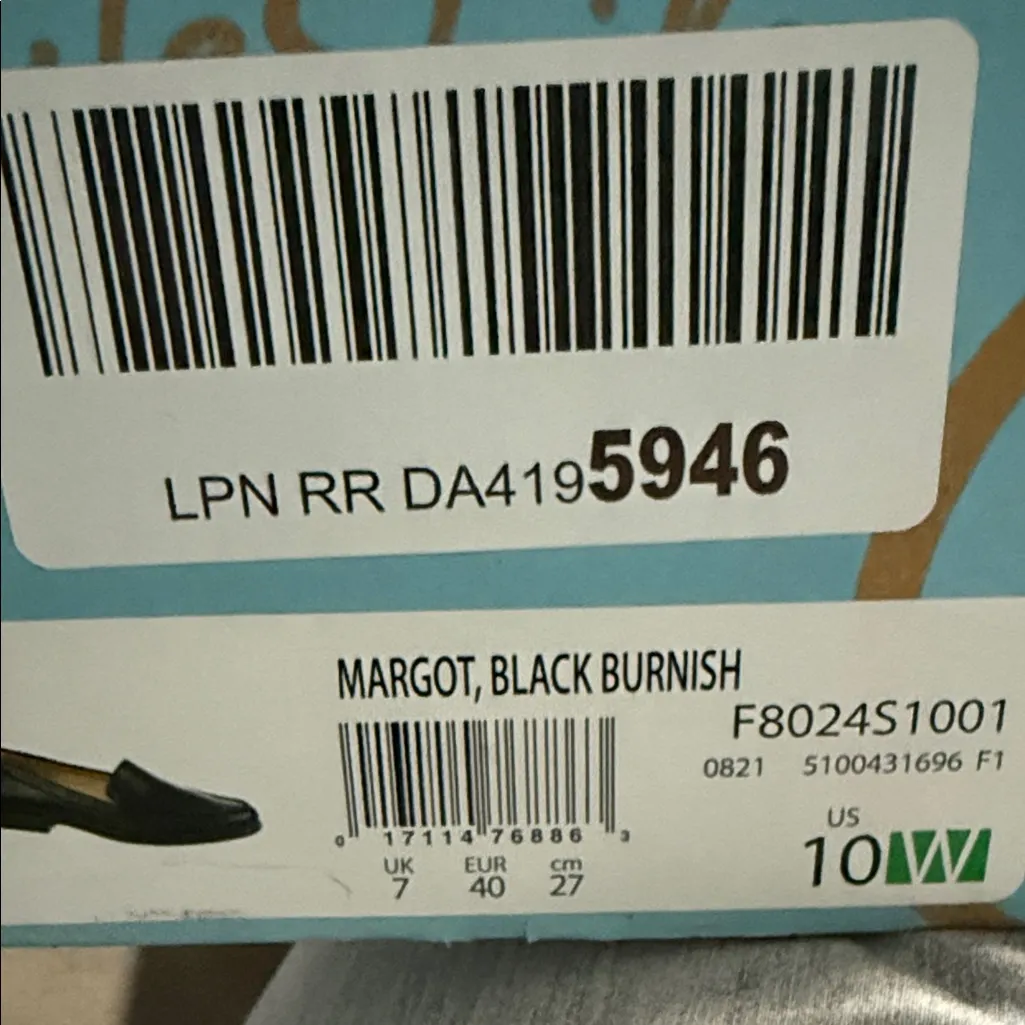 LPN RR DA4195946
MARGOT, BLACK BURNISH
F8024S1001
0821 5100431696 F1
0 17114 76886 3
US
10W
UK EUR cm
7 40 27